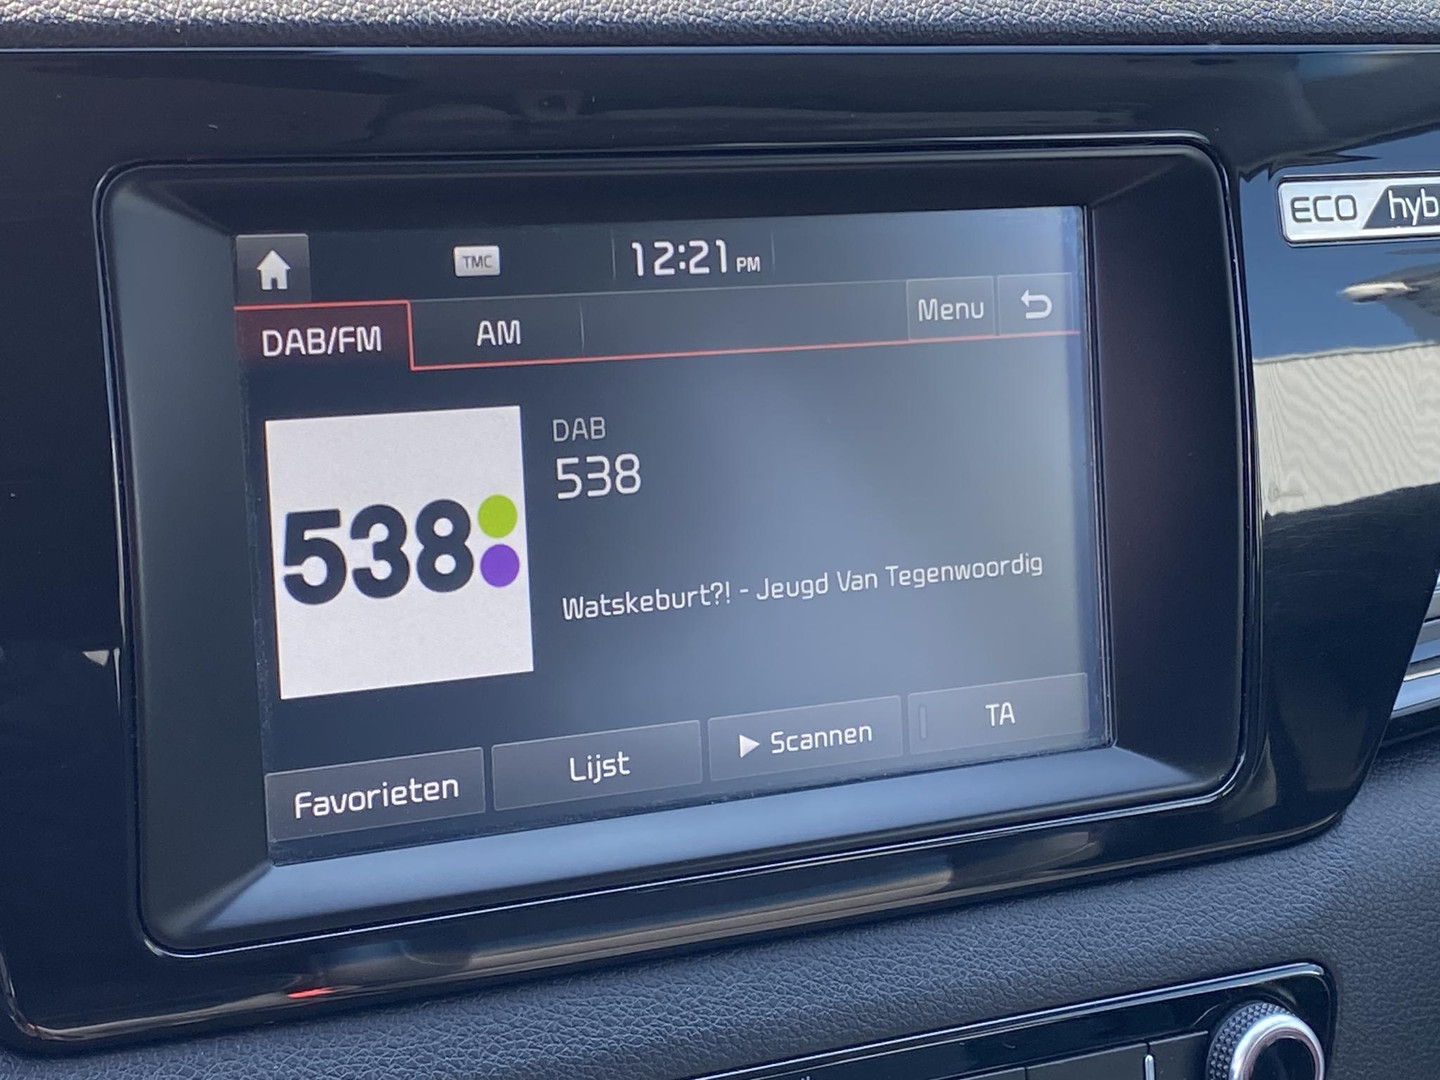 TMC
12:21 PM
ECO hyb
DAB/FM
AM
Menu
538
DAB
538
Watskeburt?! - Jeugd Van Tegenwoordig
Favorieten
Lijst
Scannen
TA